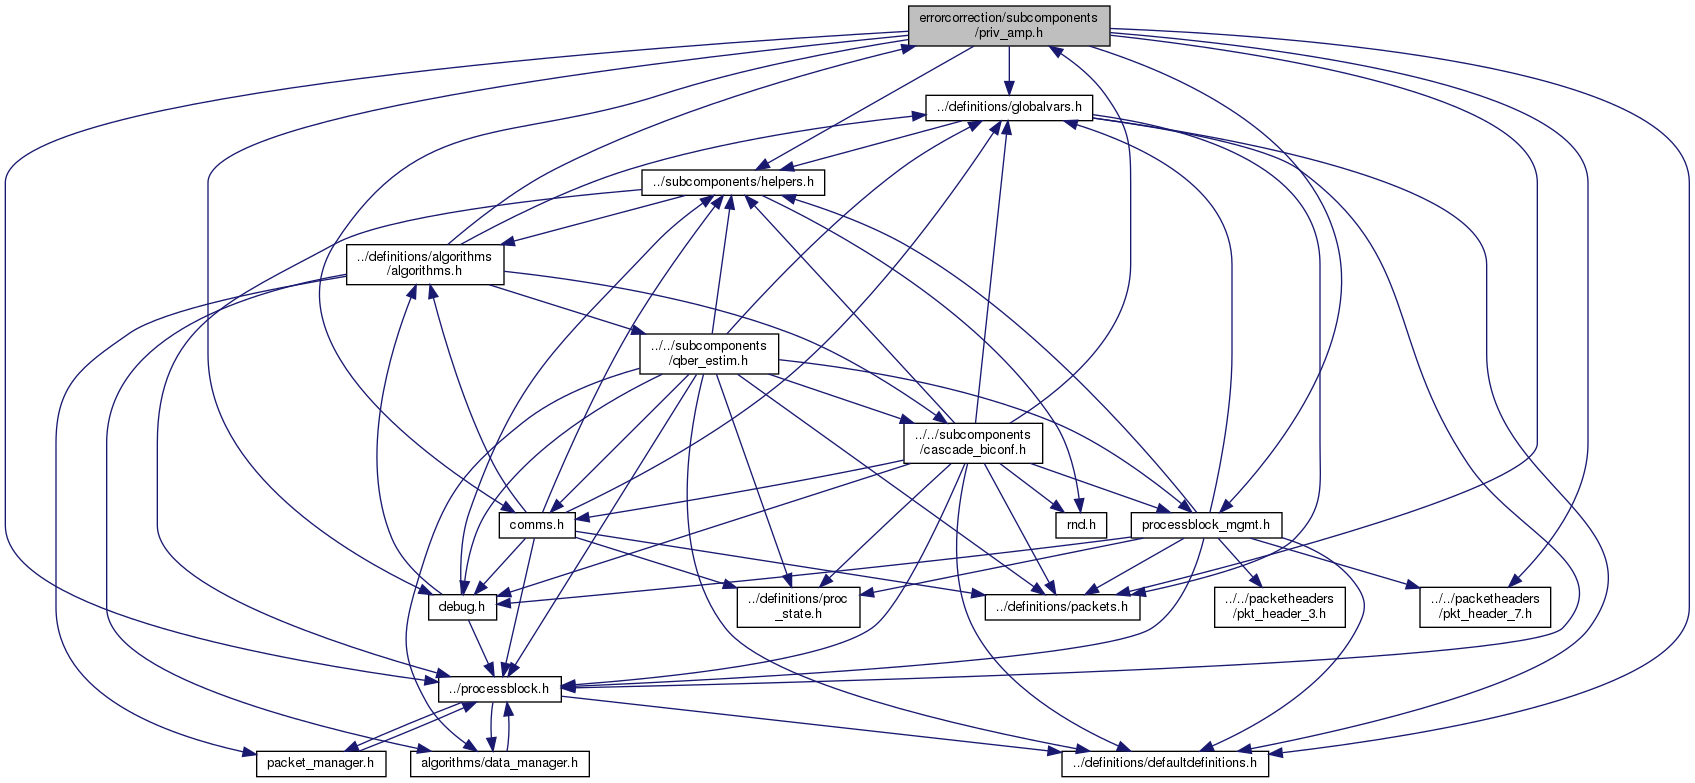 errorcorrection/subcomponents
/priv_amp.h
../definitions/globalvars.h
../subcomponents/helpers.h
../definitions/algorithms
/algorithms.h
../../subcomponents
/qber_estim.h
../../subcomponents
/cascade_biconf.h
comms.h
rnd.h
processblock_mgmt.h
debug.h
../definitions/proc
_state.h
../definitions/packets.h
../../packetheaders
/pkt_header_3.h
../../packetheaders
/pkt_header_7.h
../processblock.h
packet_manager.h
algorithms/data_manager.h
../definitions/defaultdefinitions.h